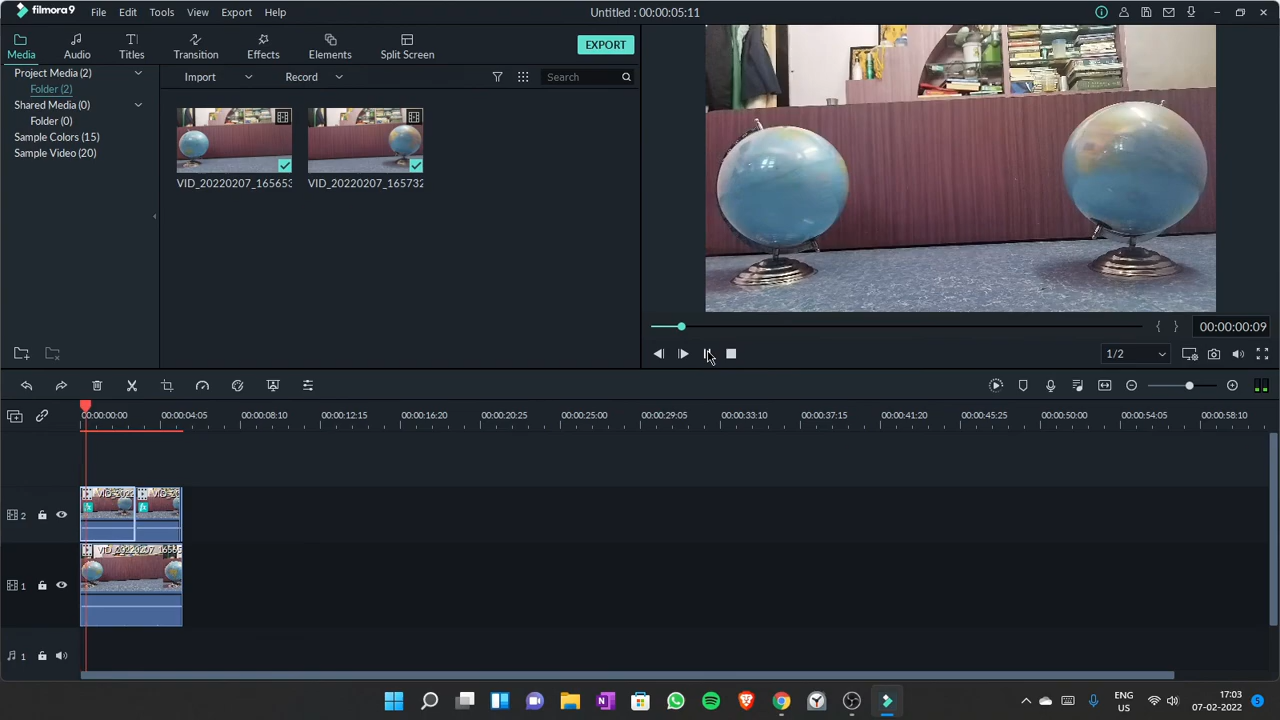 filmora9 File Edit Tools View Export Help Untitled : 00:00:05:11
Media Audio Titles Transition Effects Elements Split Screen EXPORT
Project Media (2) Import Record Search
Folder (2)
Shared Media (0)
Folder (0)
Sample Colors (15)
Sample Video (20)
VID_20220207_165653 VID_20220207_165732
00:00:00:09
1/2
00:00:00:00 00:00:04:05 00:00:08:10 00:00:12:15 00:00:16:20 00:00:20:25 00:00:25:00 00:00:29:05 00:00:33:10 00:00:37:15 00:00:41:20 00:00:45:25 00:00:50:00 00:00:54:05 00:00:58:10
2
1
1
ENG
US
17:03
07-02-2022
5